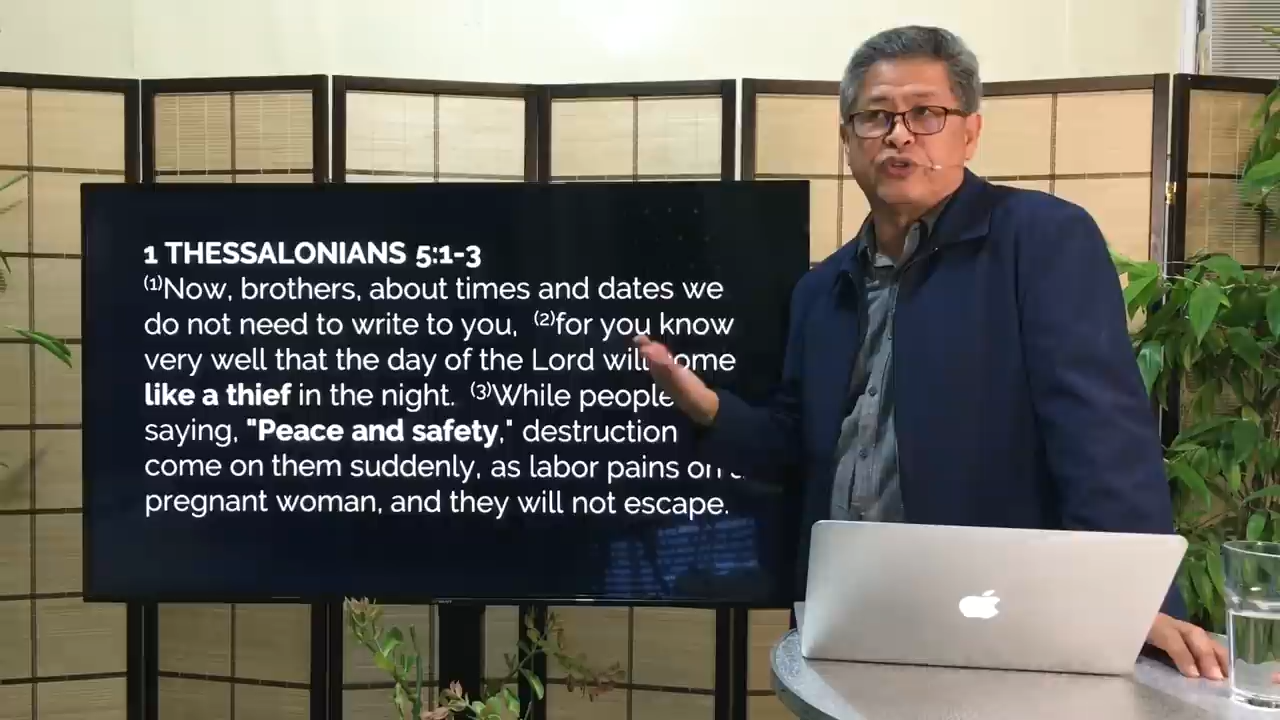 1 THESSALONIANS 5:1-3
(1)Now, brothers, about times and dates we
do not need to write to you, (2)for you know
very well that the day of the Lord will come
like a thief in the night. (3)While people
saying, "Peace and safety," destruction
come on them suddenly, as labor pains on a
pregnant woman, and they will not escape.